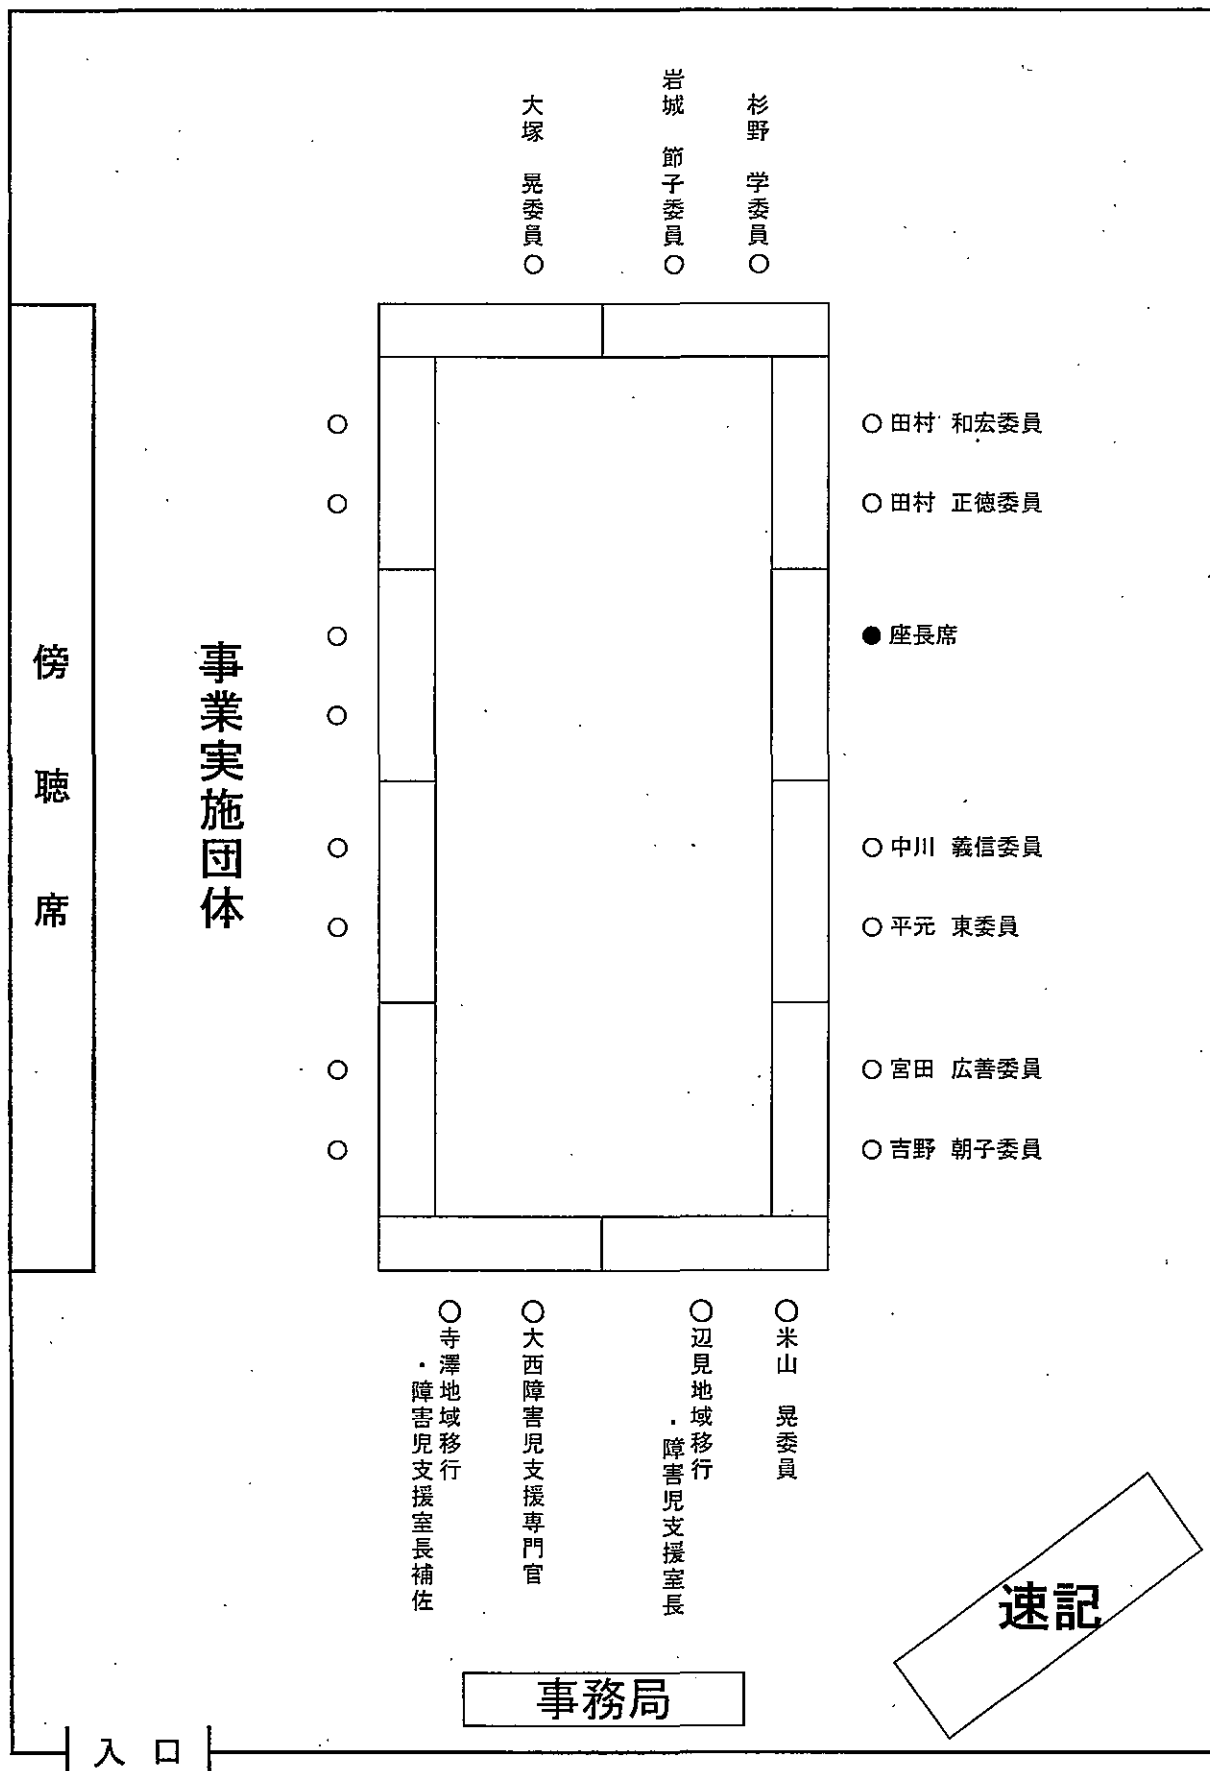 大塚 晃委員○
岩城 節子委員○
杉野 学委員○
○田村 和宏委員
○田村 正徳委員
●座長席
○中川 義信委員
○平元 東委員
○宮田 広善委員
○吉野 朝子委員
傍聴席
事業実施団体
○寺澤地域移行
・障害児支援室長補佐
○大西障害児支援専門官
○辺見地域移行
・障害児支援室長
○米山 晃委員
速記
事務局
入口